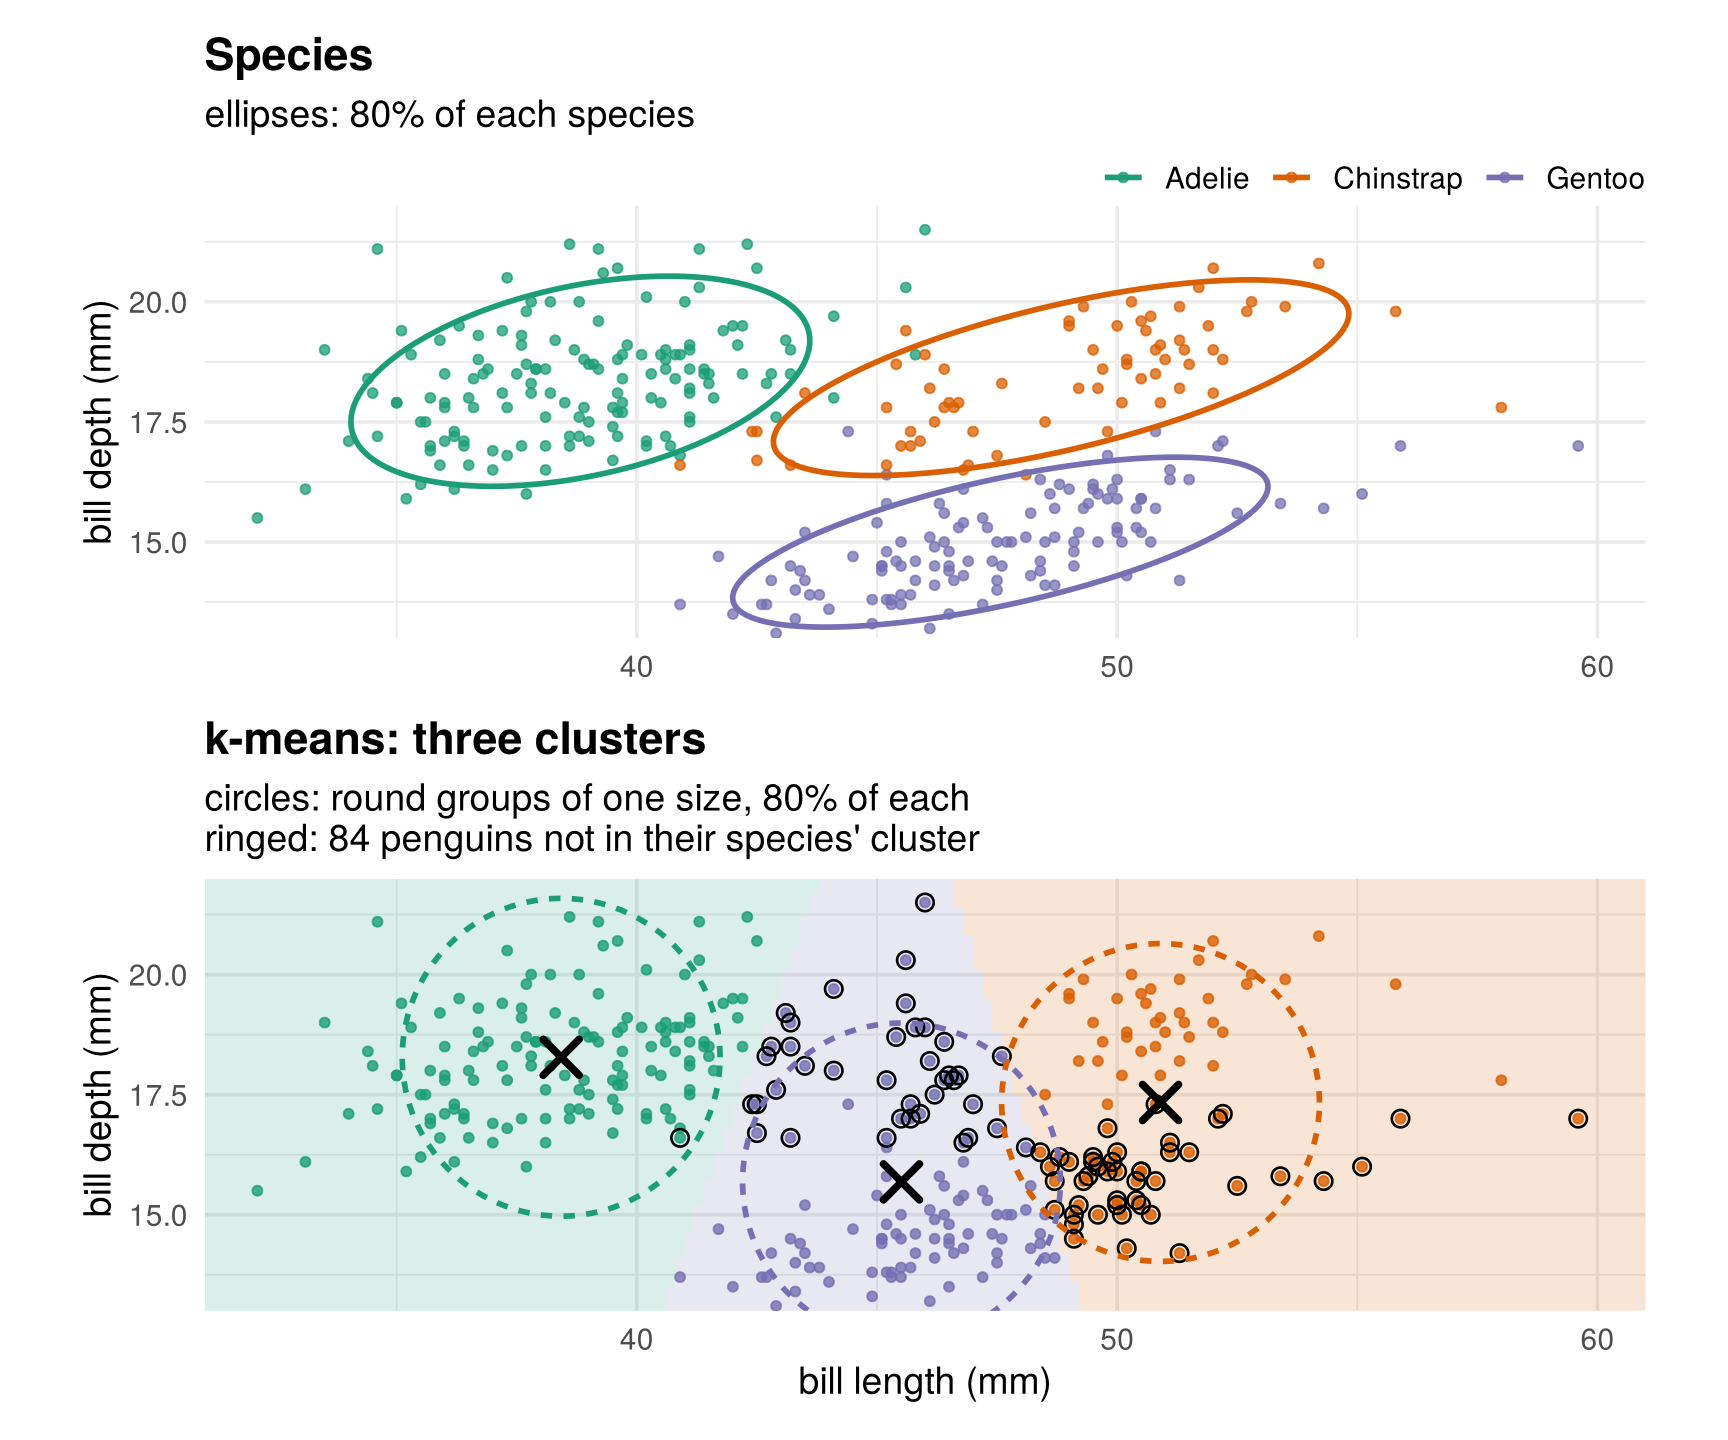 Species
ellipses: 80% of each species
Adelie Chinstrap Gentoo
bill depth (mm)
20.0
17.5
15.0
40 50 60
k-means: three clusters
circles: round groups of one size, 80% of each
ringed: 84 penguins not in their species' cluster
bill depth (mm)
20.0
17.5
15.0
40 50 60
bill length (mm)